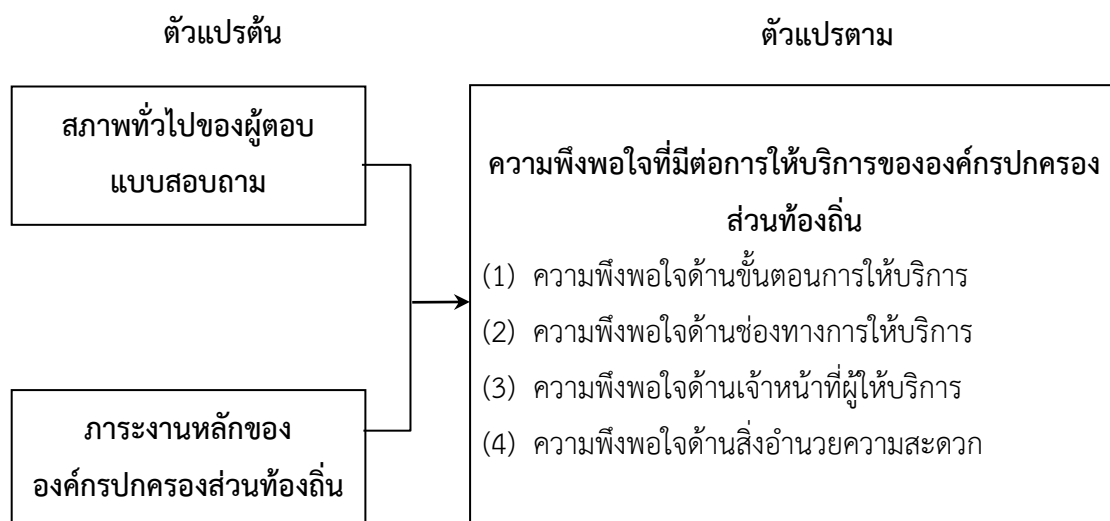 ตัวแปรต้น
ตัวแปรตาม
สภาพทั่วไปของผู้ตอบ
แบบสอบถาม
ภาระงานหลักของ
องค์กรปกครองส่วนท้องถิ่น
ความพึงพอใจที่มีต่อการให้บริการขององค์กรปกครอง
ส่วนท้องถิ่น
(1) ความพึงพอใจด้านขั้นตอนการให้บริการ
(2) ความพึงพอใจด้านช่องทางการให้บริการ
(3) ความพึงพอใจด้านเจ้าหน้าที่ผู้ให้บริการ
(4) ความพึงพอใจด้านสิ่งอำนวยความสะดวก